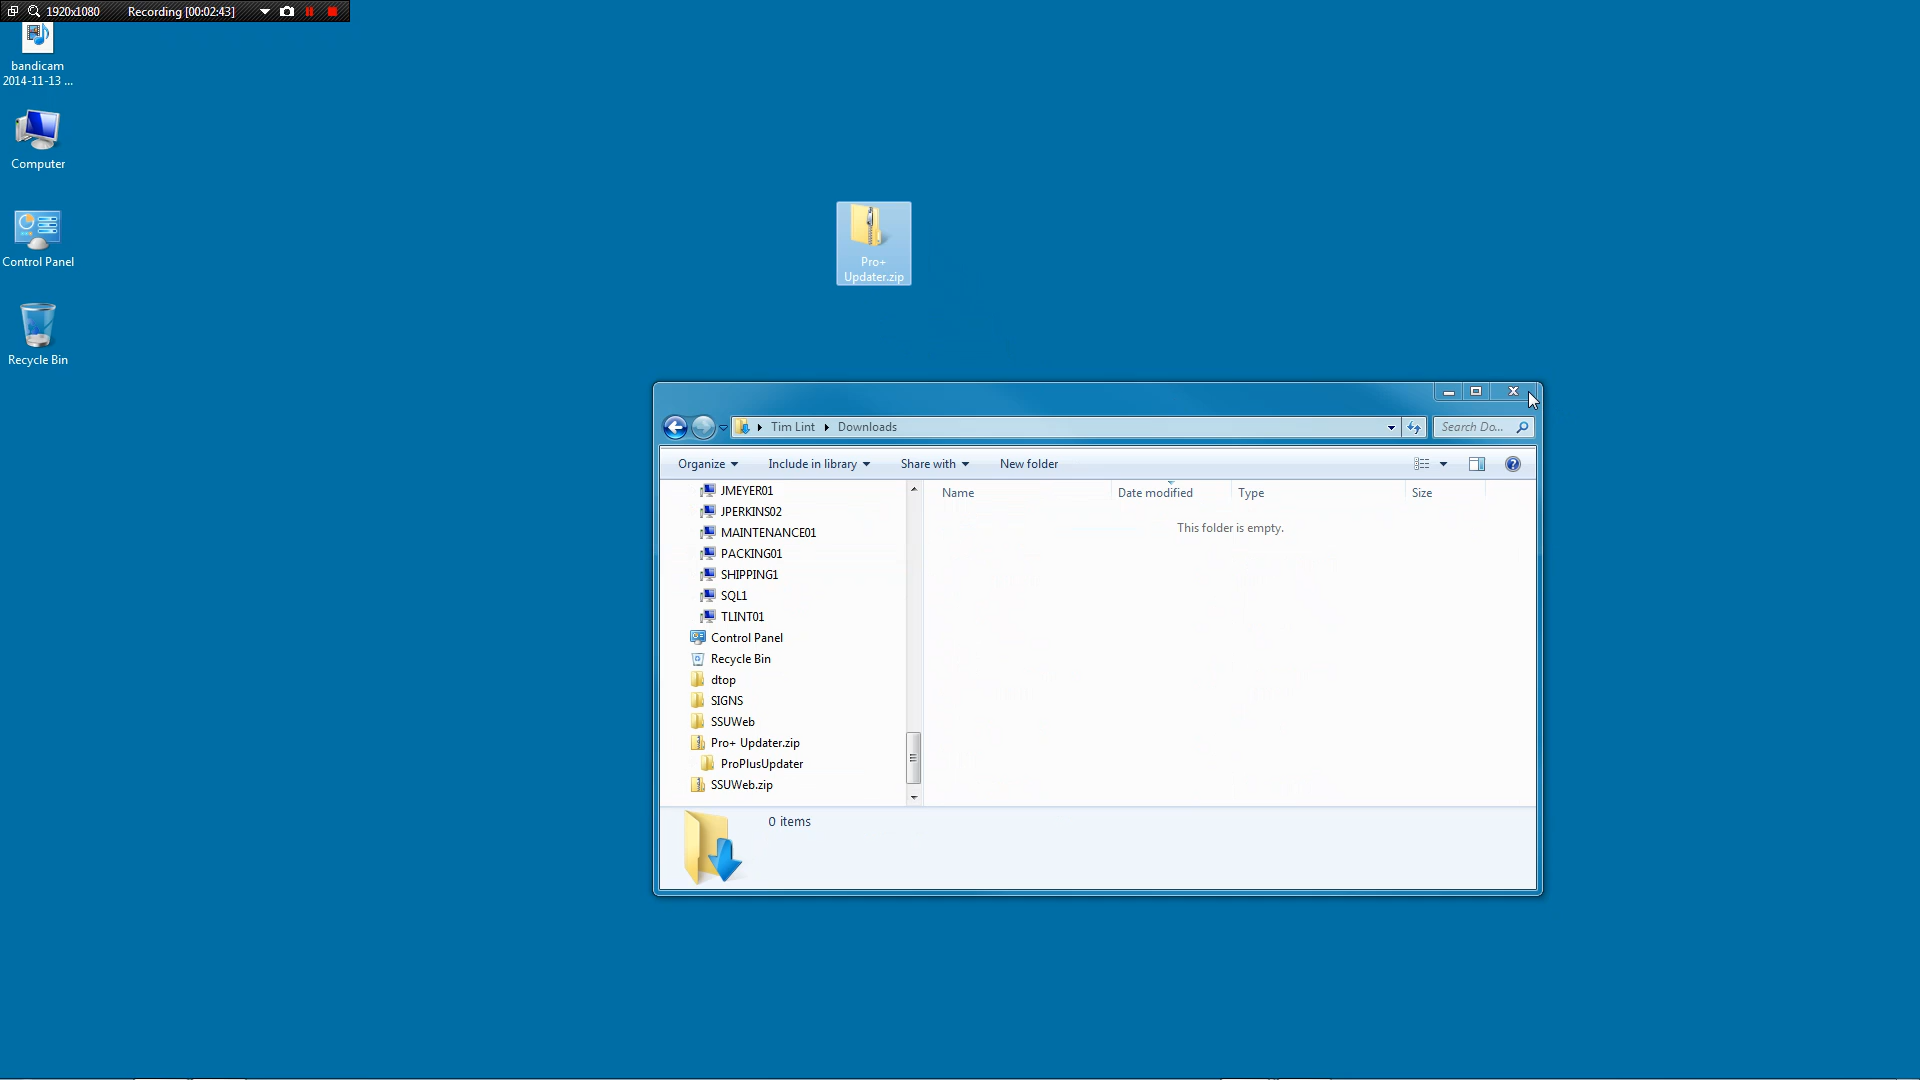 1920x1080 Recording [00:02:43]
bandicam
2014-11-13 ...
Computer
Control Panel
Recycle Bin
Pro+
Updater.zip
Tim Lint Downloads
Search Do...
Organize Include in library Share with New folder
JMEYER01
JPERKINS02
MAINTENANCE01
PACKING01
SHIPPING1
SQL1
TLINT01
Control Panel
Recycle Bin
dtop
SIGNS
SSUWeb
Pro+ Updater.zip
ProPlusUpdater
SSUWeb.zip
Name Date modified Type Size
This folder is empty.
0 items